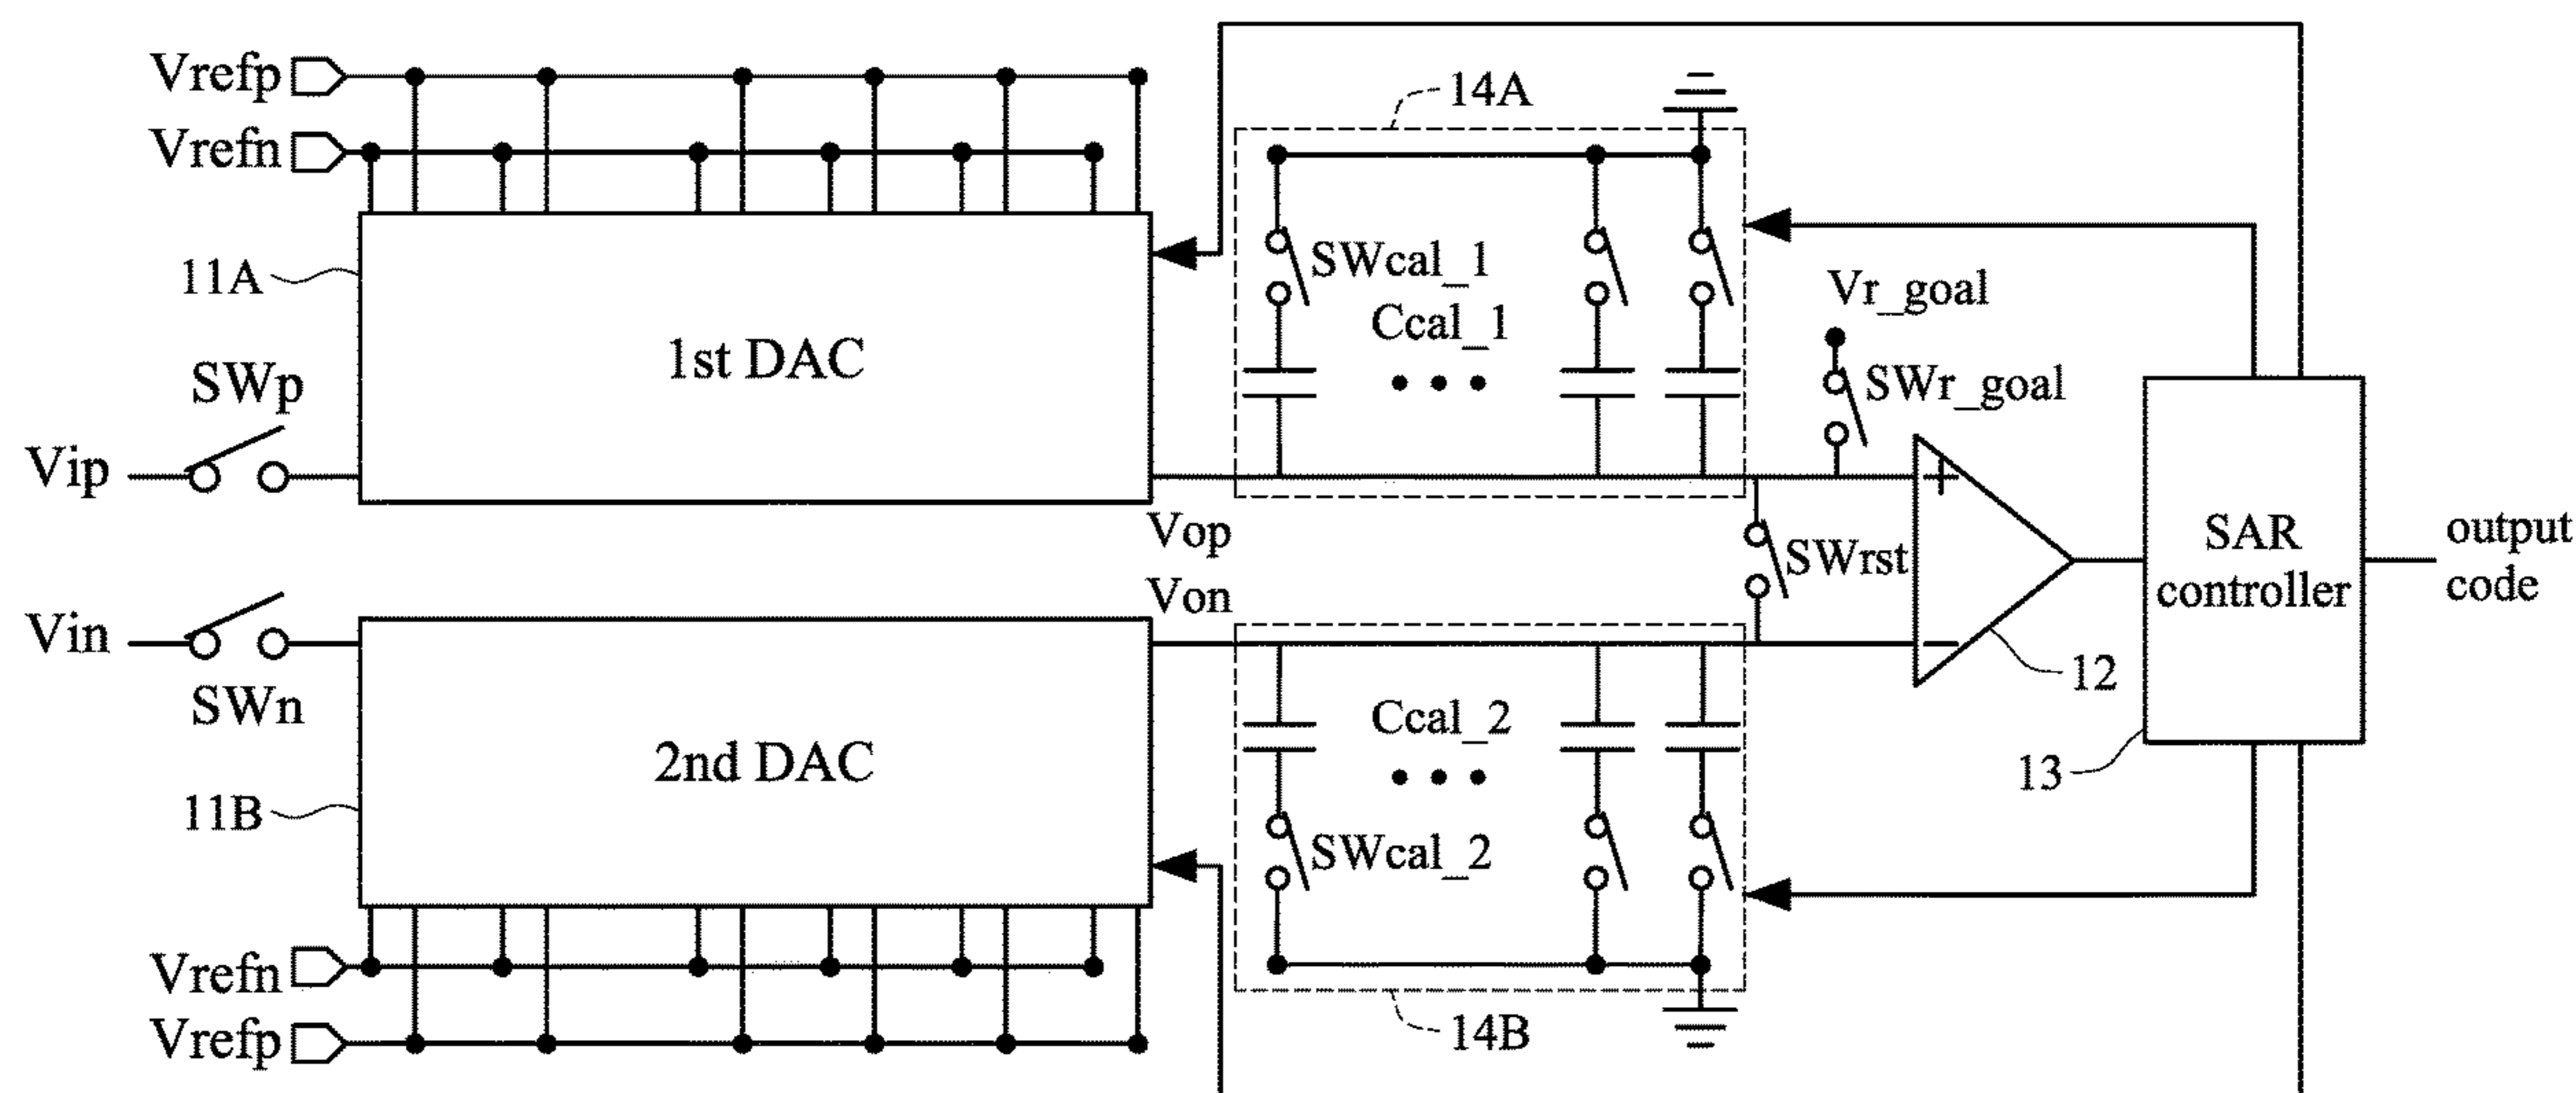 Vrefp
Vrefn
14A
11A
SWcal_1
Vr_goal
Ccal_1
1st DAC
SWp
SWr_goal
Vip
+
Vop
SAR
controller
output
code
SWrst
Von
Vin
−
12
SWn
Ccal_2
2nd DAC
13
11B
SWcal_2
Vrefn
Vrefp
14B